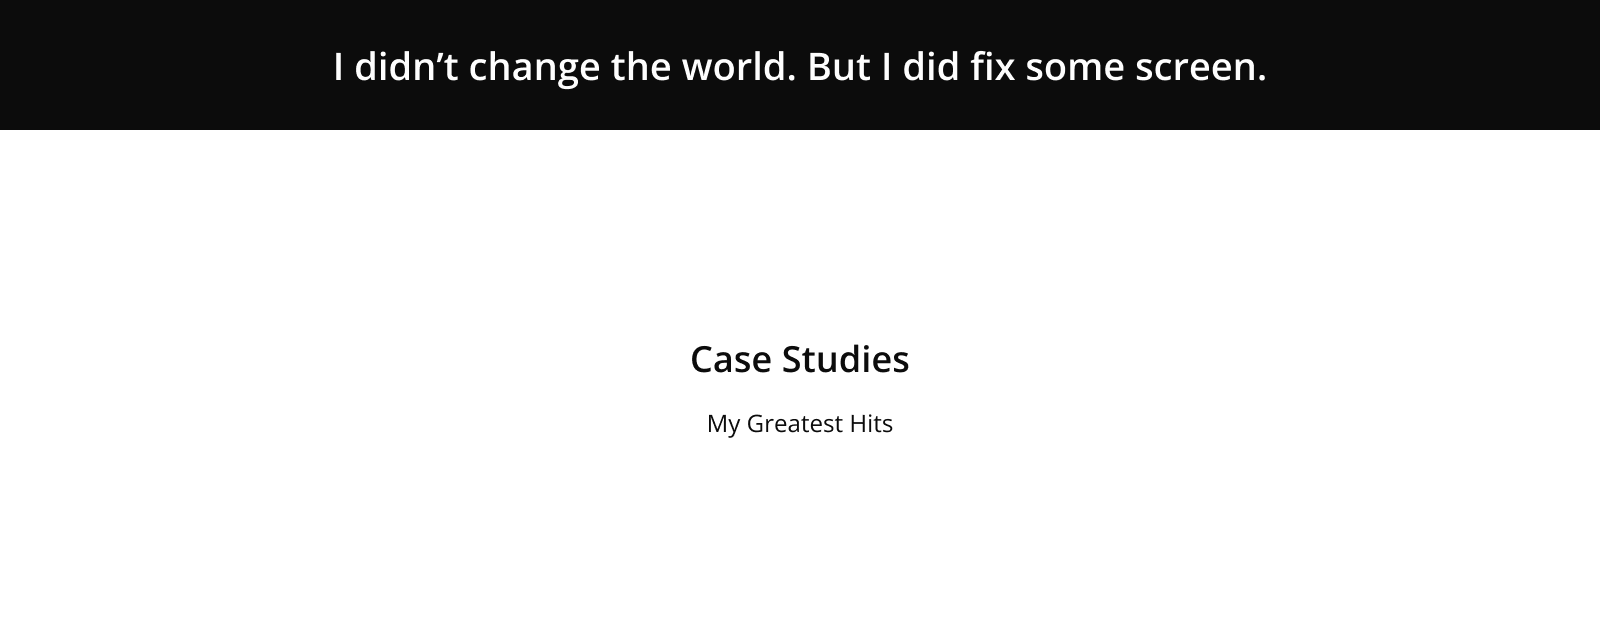 I didn’t change the world. But I did fix some screen.
Case Studies
My Greatest Hits